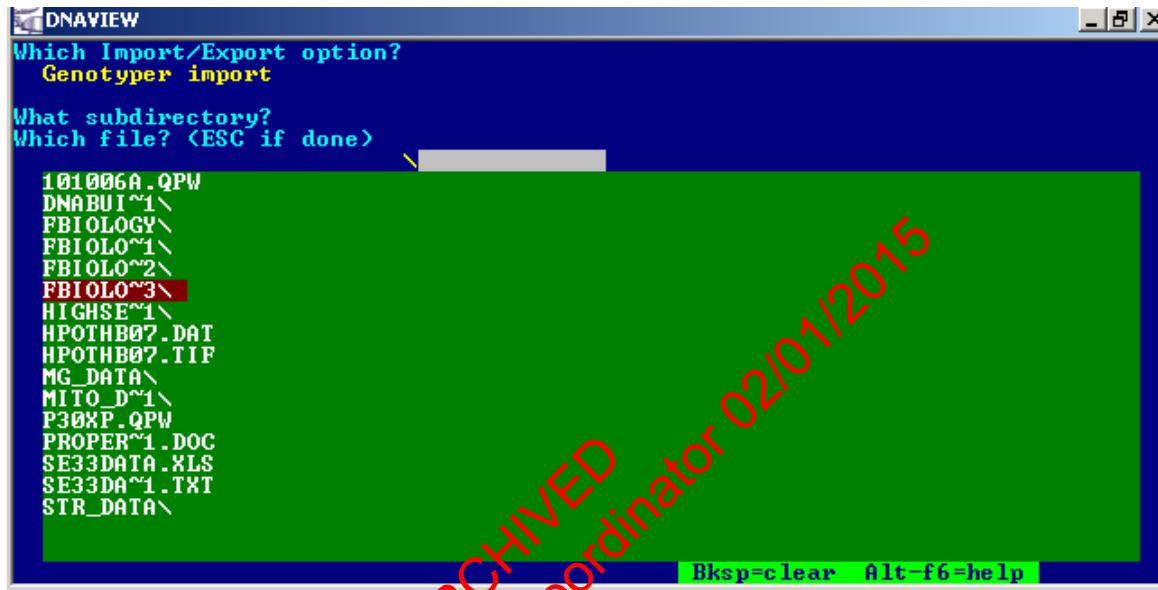 DNAVIEW
Which Import/Export option?
Genotyper import
What subdirectory?
Which file? (ESC if done)
\
101006A.QPW
DNABUI~1\
FBIOLOGY\
FBIOLO~1\
FBIOLO~2\
FBIOLO~3\
HIGHSE~1\
HPOTHB07.DAT
HPOTHB07.TIF
MG_DATA\
MITO_D~1\
P30XP.QPW
PROPER~1.DOC
SE33DATA.XLS
SE33DA~1.TXT
STR_DATA\
Bksp=clear Alt-f6=help
02/01/2015